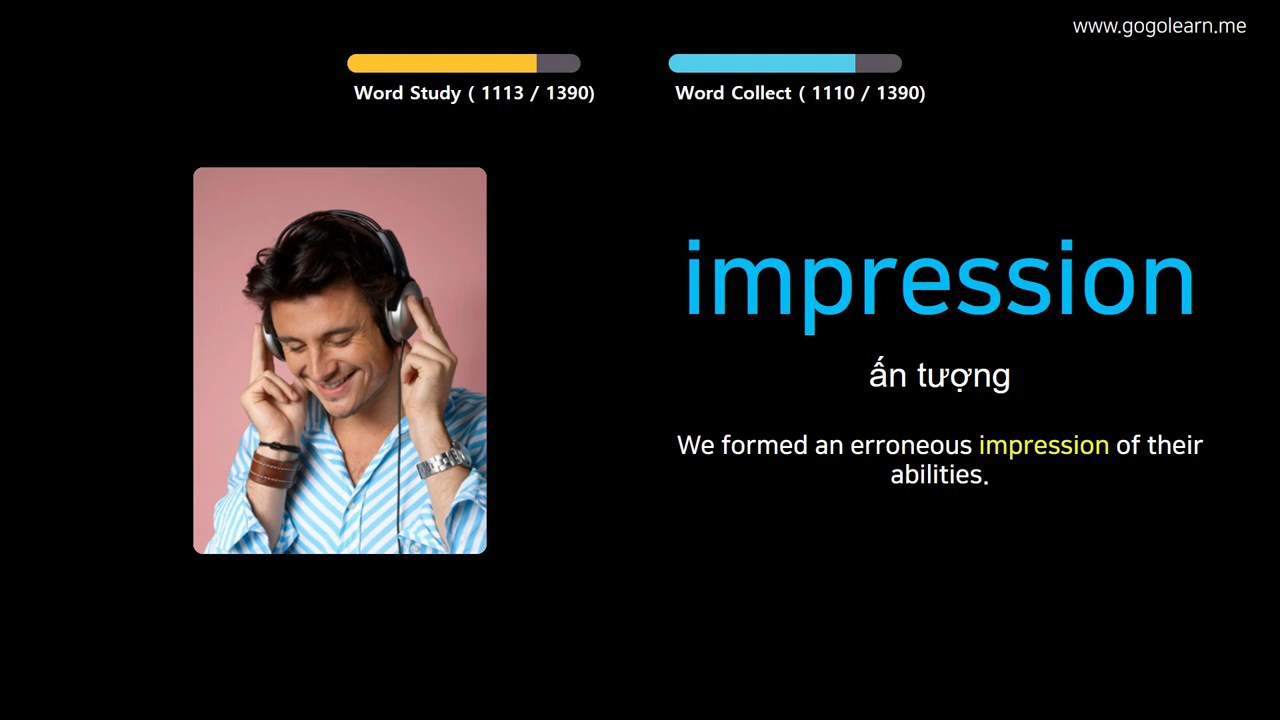 www.gogolearn.me
Word Study ( 1113 / 1390)
Word Collect ( 1110 / 1390)
impression
ấn tượng
We formed an erroneous impression of their
abilities.